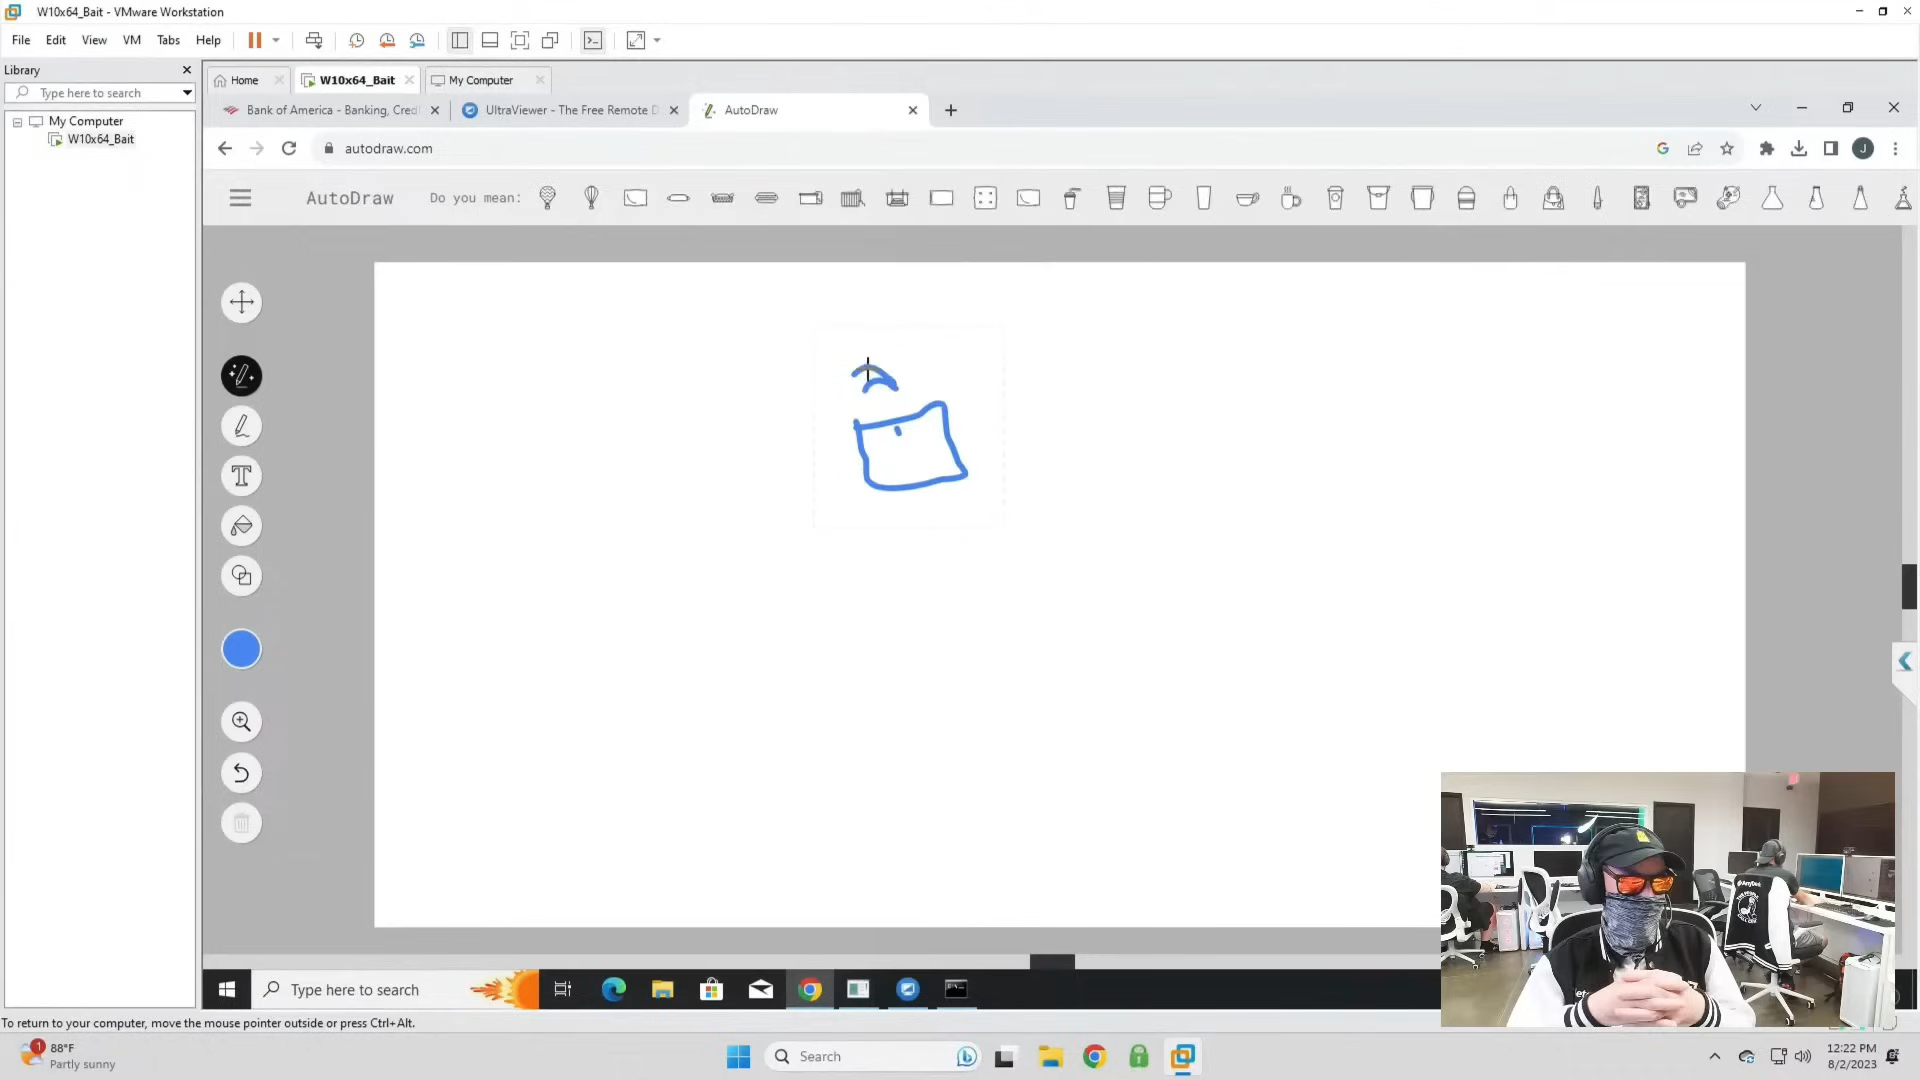 W10x64_Bait - VMware Workstation
File Edit View VM Tabs Help
Library
Type here to search
My Computer
W10x64_Bait
Home
W10x64_Bait
My Computer
Bank of America - Banking, Cred
UltraViewer - The Free Remote D
AutoDraw
autodraw.com
J
AutoDraw
Do you mean:
T
Type here to search
To return to your computer, move the mouse pointer outside or press Ctrl+Alt.
1
88°F
Partly sunny
Search
12:22 PM
8/2/2023
AnyDesk